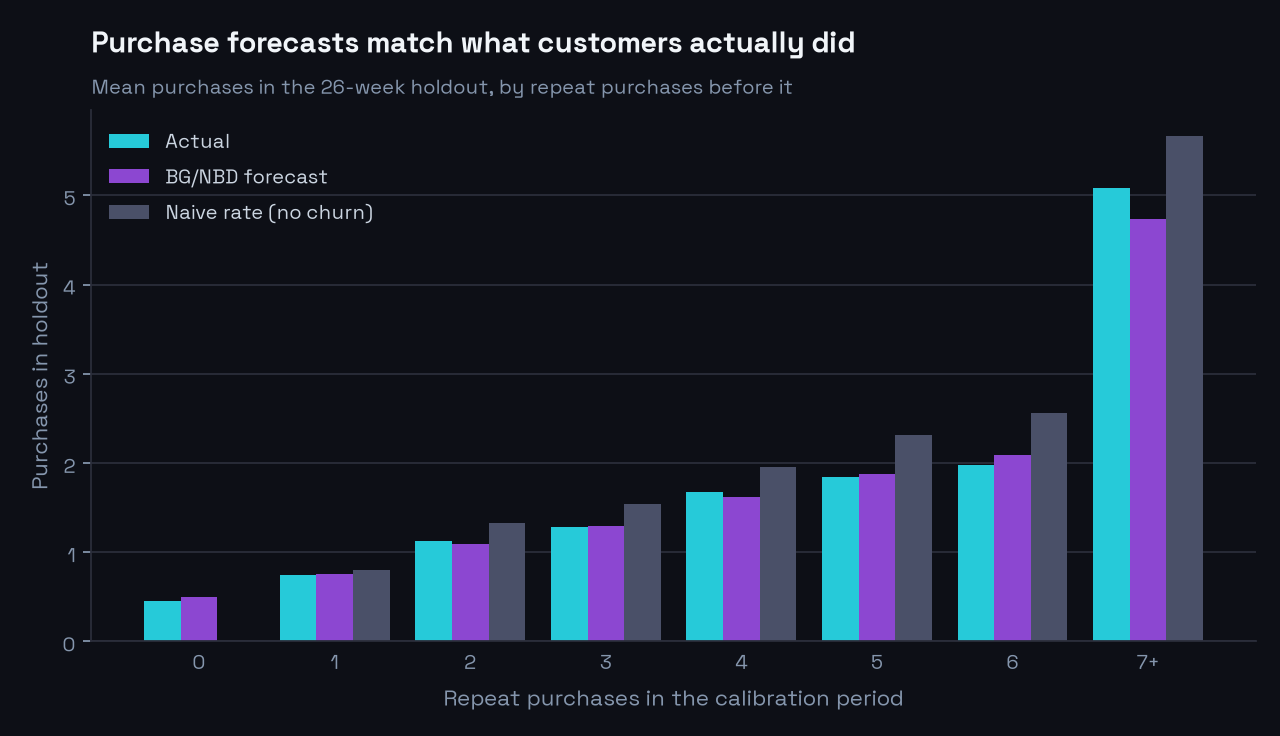 Purchase forecasts match what customers actually did
Mean purchases in the 26-week holdout, by repeat purchases before it
Actual
BG/NBD forecast
Naive rate (no churn)
Purchases in holdout
5
4
3
2
1
0
0 1 2 3 4 5 6 7+
Repeat purchases in the calibration period